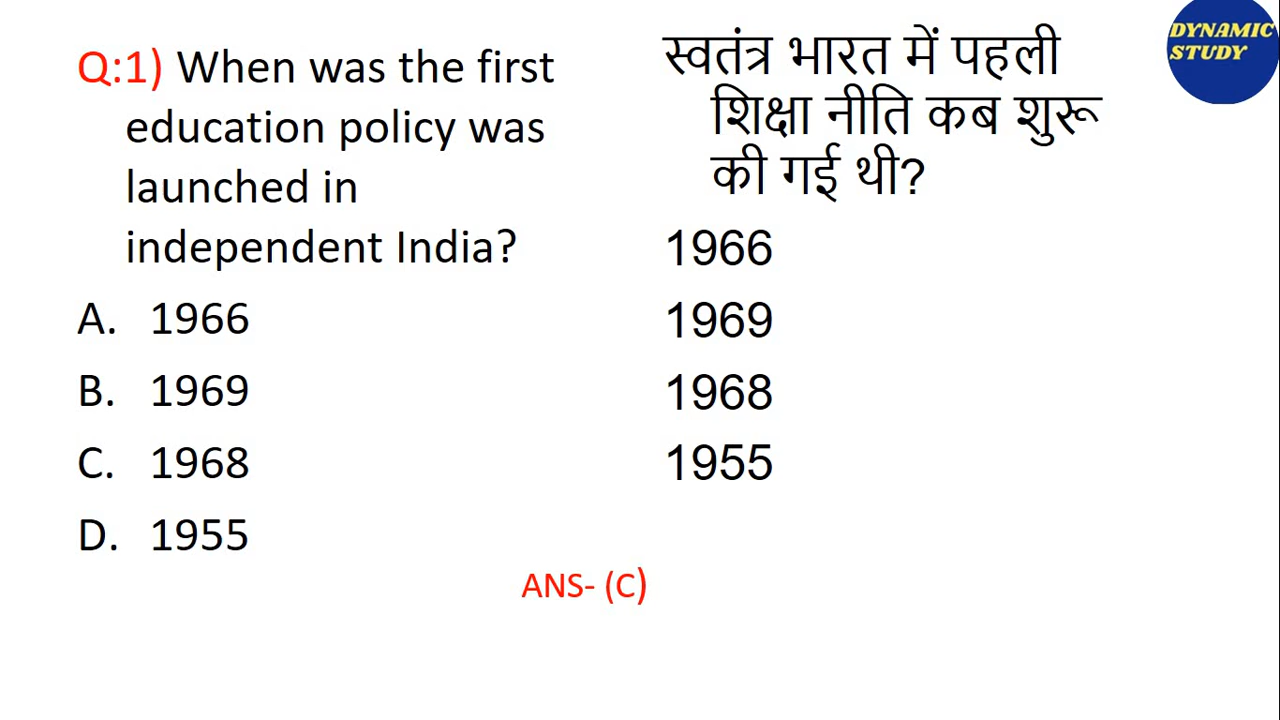 Q:1) When was the first
education policy was
launched in
independent India?
A. 1966
B. 1969
C. 1968
D. 1955
स्वतंत्र भारत में पहली
शिक्षा नीति कब शुरू
की गई थी?
1966
1969
1968
1955
ANS- (C)
DYNAMIC
STUDY